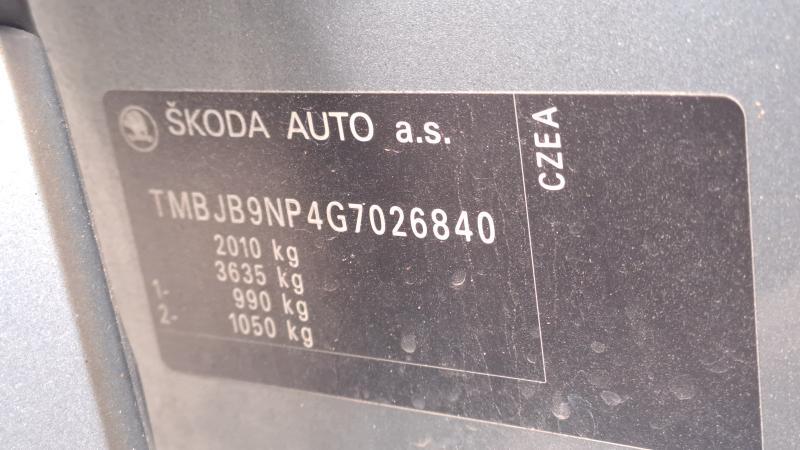 ŠKODA AUTO a.s.
CZEA
TMBJB9NP4G7026840
2010 kg
3635 kg
1- 990 kg
2- 1050 kg